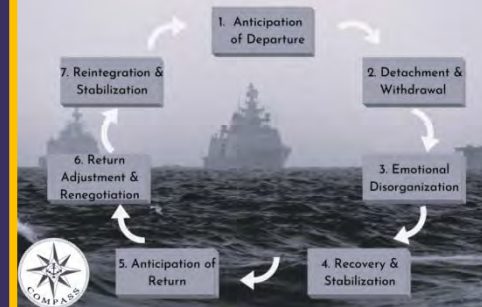 1. Anticipation
of Departure
2. Detachment &
Withdrawal
3. Emotional
Disorganization
4. Recovery &
Stabilization
5. Anticipation of
Return
6. Return
Adjustment &
Renegotiation
7. Reintegration &
Stabilization
COMPASS